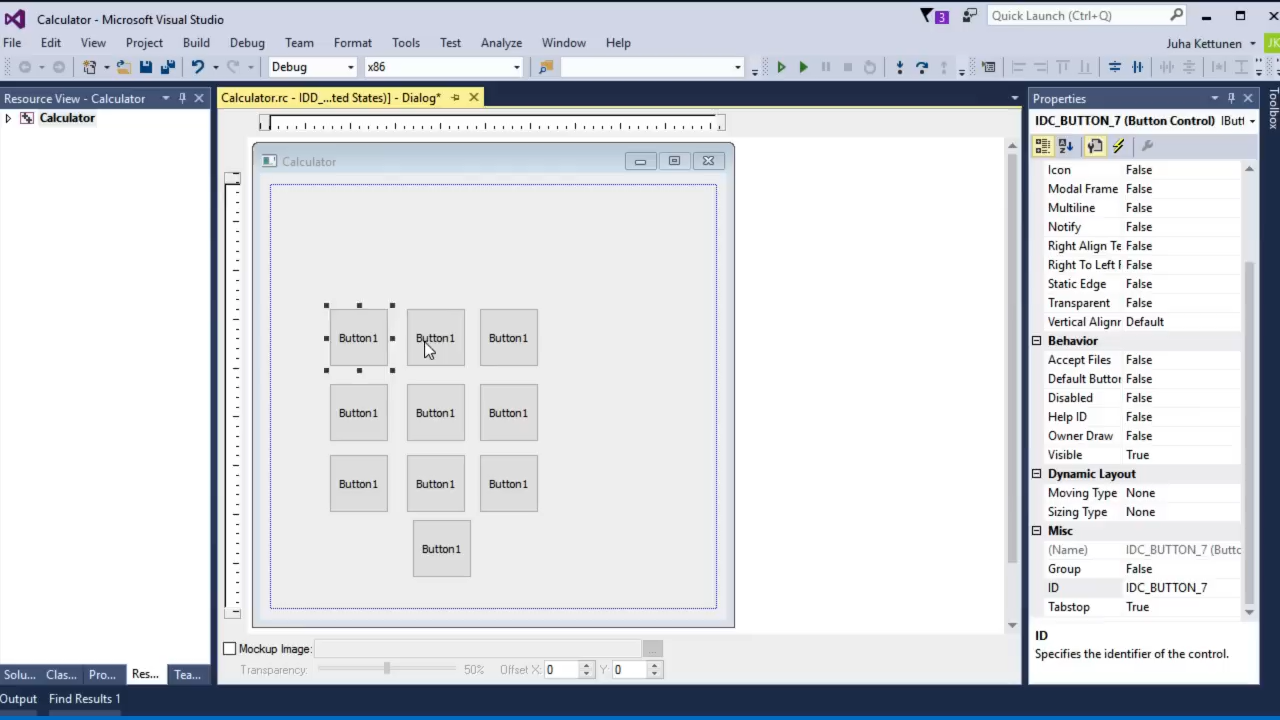 Calculator - Microsoft Visual Studio
3
Quick Launch (Ctrl+Q)
File Edit View Project Build Debug Team Format Tools Test Analyze Window Help
Juha Kettunen
JK
Debug x86
Resource View - Calculator
Calculator
Calculator.rc - IDD_...ted States)] - Dialog*
Calculator
Button1 Button1 Button1
Button1 Button1 Button1
Button1 Button1 Button1
Button1
Mockup Image: ...
Transparency: 50% Offset X: 0 Y: 0
Properties
IDC_BUTTON_7 (Button Control) IButt
Icon False
Modal Frame False
Multiline False
Notify False
Right Align Te False
Right To Left F False
Static Edge False
Transparent False
Vertical Alignr Default
Behavior
Accept Files False
Default Button False
Disabled False
Help ID False
Owner Draw False
Visible True
Dynamic Layout
Moving Type None
Sizing Type None
Misc
(Name) IDC_BUTTON_7 (Butto
Group False
ID IDC_BUTTON_7
Tabstop True
ID
Specifies the identifier of the control.
Toolbox
Solu... Clas... Pro... Res... Tea...
Output Find Results 1